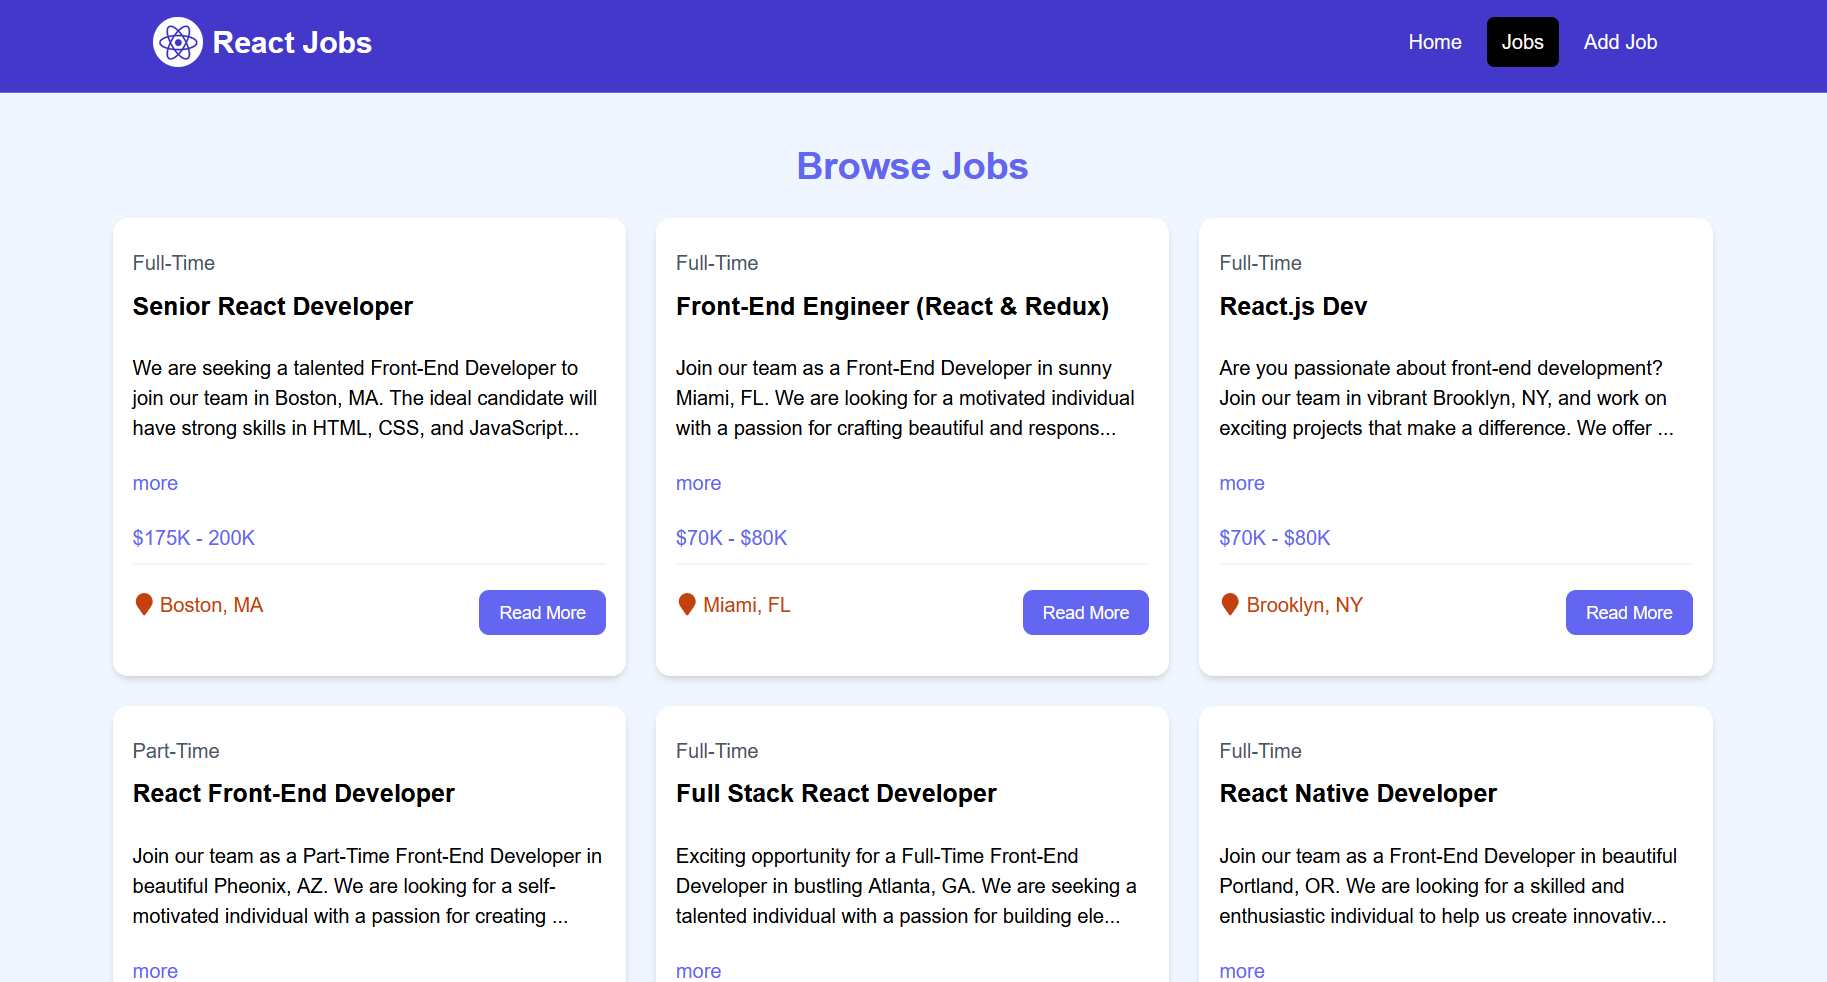 React Jobs
Home
Jobs
Add Job
Browse Jobs
Full-Time
Senior React Developer
We are seeking a talented Front-End Developer to
join our team in Boston, MA. The ideal candidate will
have strong skills in HTML, CSS, and JavaScript...
more
$175K - 200K
Boston, MA
Read More
Full-Time
Front-End Engineer (React & Redux)
Join our team as a Front-End Developer in sunny
Miami, FL. We are looking for a motivated individual
with a passion for crafting beautiful and respons...
more
$70K - $80K
Miami, FL
Read More
Full-Time
React.js Dev
Are you passionate about front-end development?
Join our team in vibrant Brooklyn, NY, and work on
exciting projects that make a difference. We offer ...
more
$70K - $80K
Brooklyn, NY
Read More
Part-Time
React Front-End Developer
Join our team as a Part-Time Front-End Developer in
beautiful Pheonix, AZ. We are looking for a self-
motivated individual with a passion for creating ...
more
Full-Time
Full Stack React Developer
Exciting opportunity for a Full-Time Front-End
Developer in bustling Atlanta, GA. We are seeking a
talented individual with a passion for building ele...
more
Full-Time
React Native Developer
Join our team as a Front-End Developer in beautiful
Portland, OR. We are looking for a skilled and
enthusiastic individual to help us create innovativ...
more